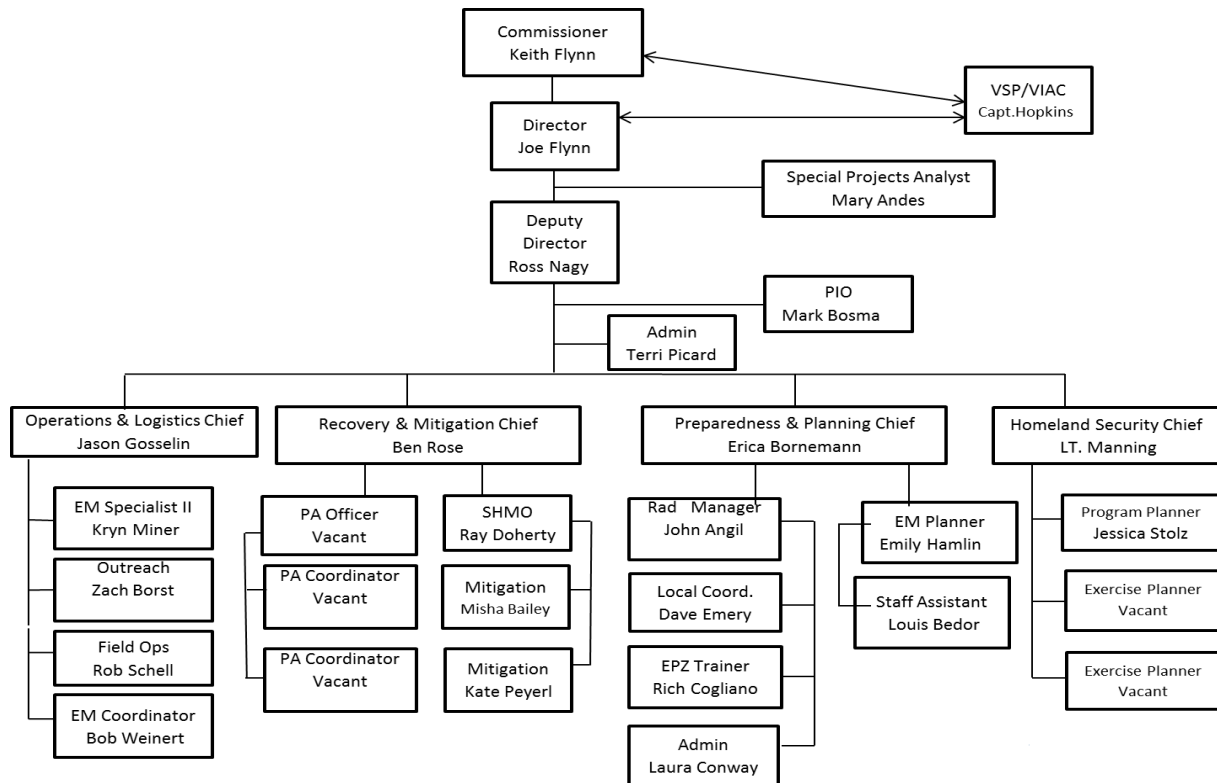 Commissioner
Keith Flynn
VSP/VIAC
Capt.Hopkins
Director
Joe Flynn
Special Projects Analyst
Mary Andes
Deputy
Director
Ross Nagy
PIO
Mark Bosma
Admin
Terri Picard
Operations & Logistics Chief
Jason Gosselin
Recovery & Mitigation Chief
Ben Rose
Preparedness & Planning Chief
Erica Bornemann
Homeland Security Chief
LT. Manning
EM Specialist II
Kryn Miner
Outreach
Zach Borst
Field Ops
Rob Schell
EM Coordinator
Bob Weinert
PA Officer
Vacant
PA Coordinator
Vacant
PA Coordinator
Vacant
SHMO
Ray Doherty
Mitigation
Misha Bailey
Mitigation
Kate Peyerl
Rad Manager
John Angil
Local Coord.
Dave Emery
EPZ Trainer
Rich Cogliano
Admin
Laura Conway
EM Planner
Emily Hamlin
Staff Assistant
Louis Bedor
Program Planner
Jessica Stolz
Exercise Planner
Vacant
Exercise Planner
Vacant